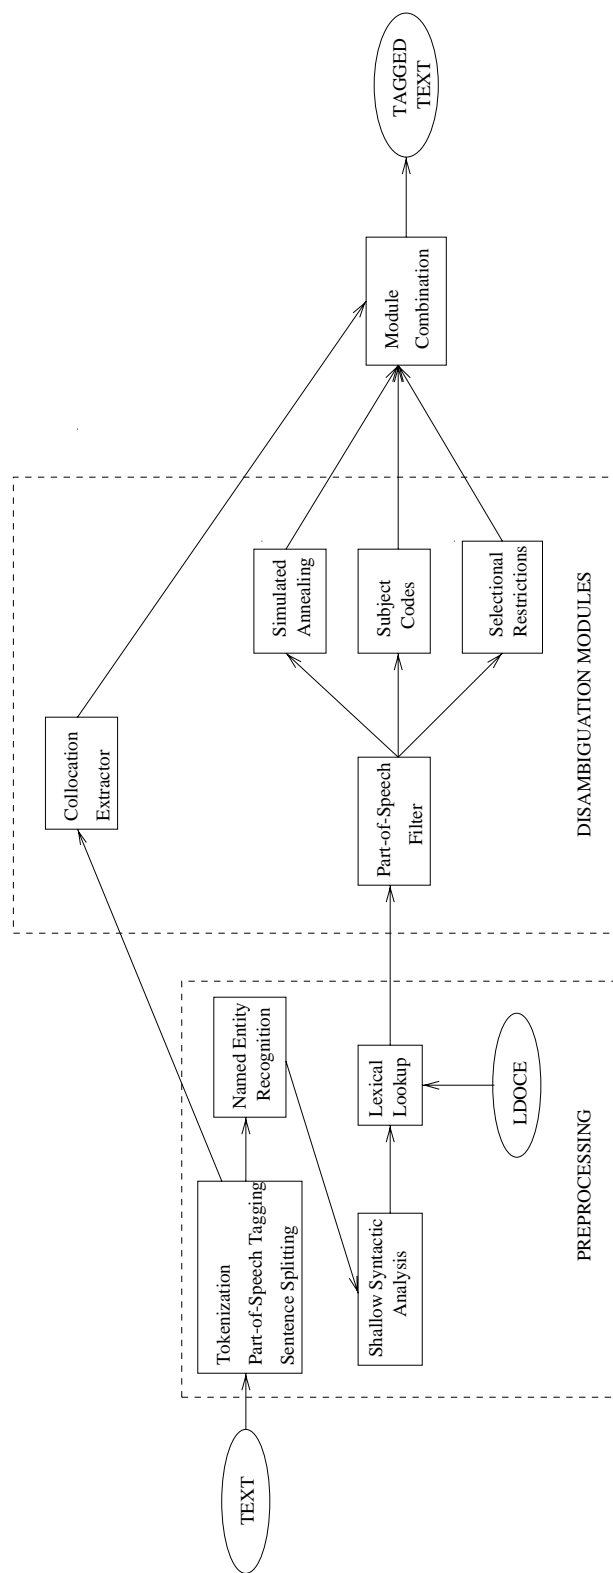 TEXT
Tokenization
Part-of-Speech Tagging
Sentence Splitting
Named Entity
Recognition
Shallow Syntactic
Analysis
Lexical
Lookup
LDOCE
PREPROCESSING
Collocation
Extractor
Part-of-Speech
Filter
Simulated
Annealing
Subject
Codes
Selectional
Restrictions
DISAMBIGUATION MODULES
Module
Combination
TAGGED
TEXT